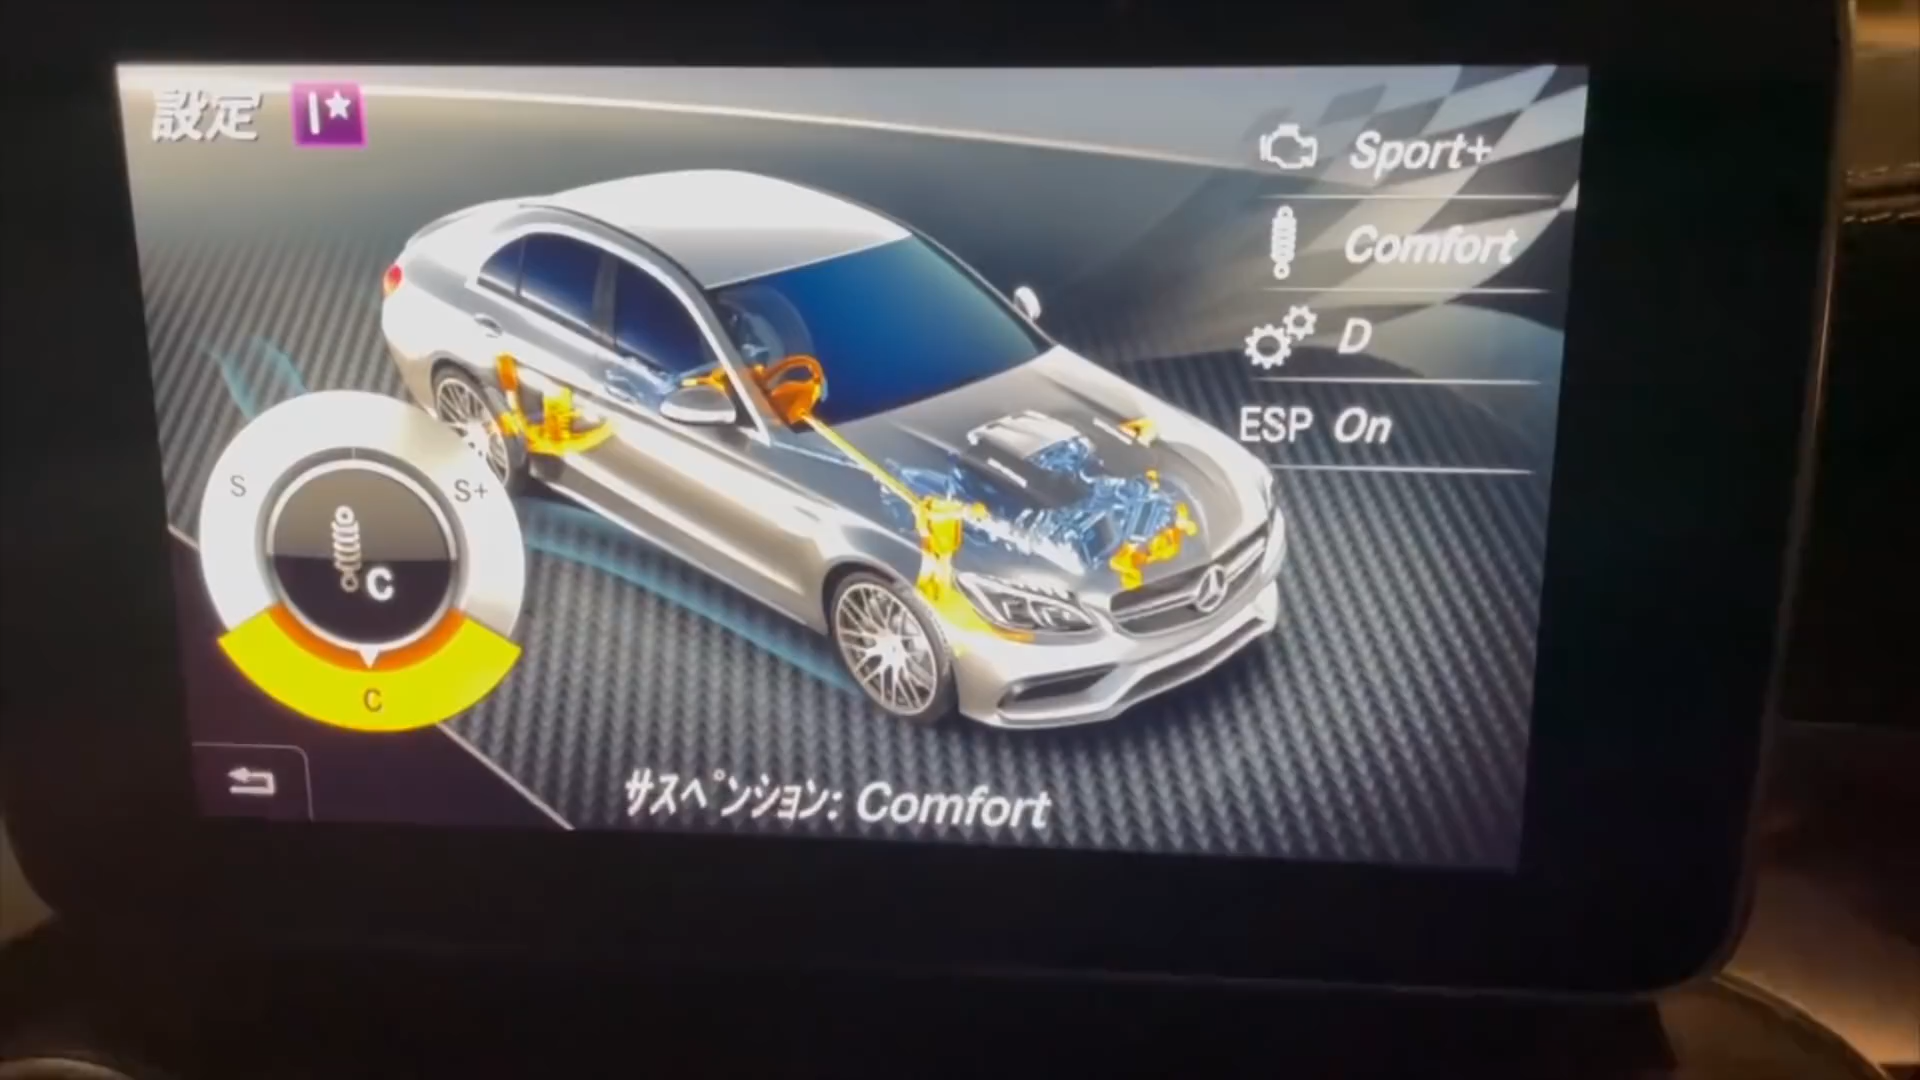 設定 I★
Sport+
Comfort
D
ESP On
S
S+
C
C
ｻｽﾍﾟﾝｼｮﾝ: Comfort